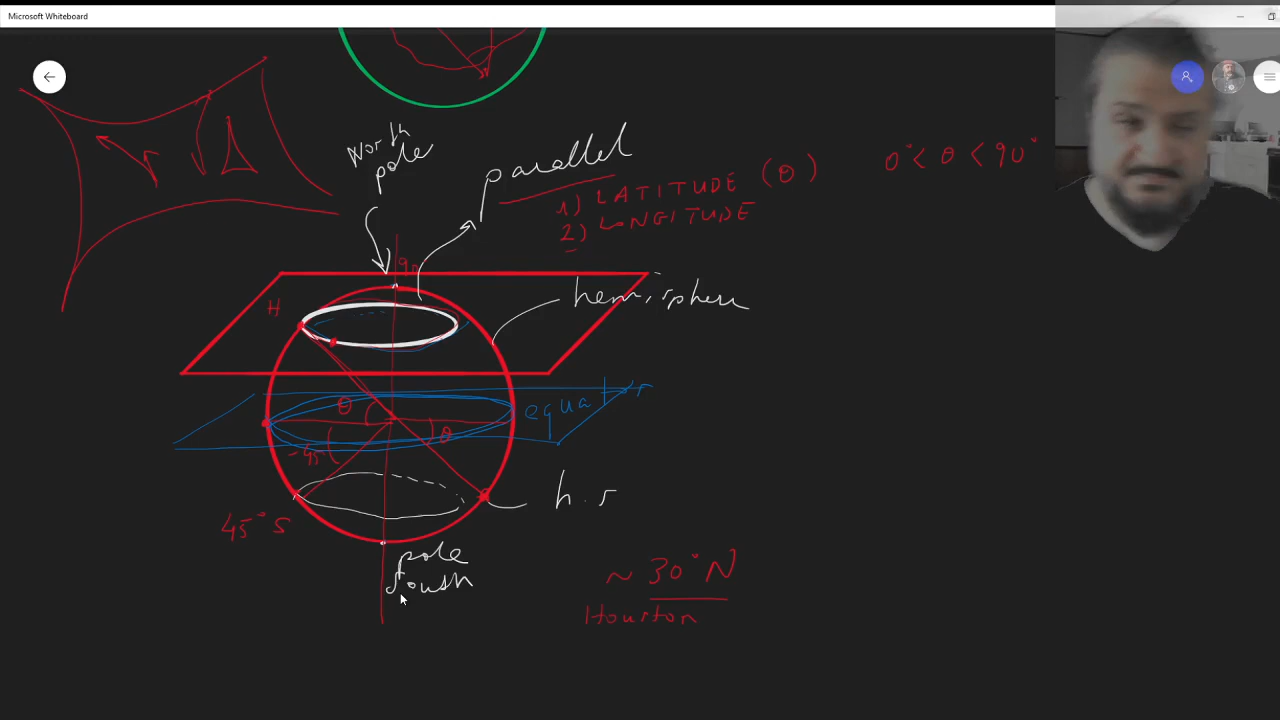 Microsoft Whiteboard
North
pole
parallel
1) LATITUDE (θ)
0° < θ < 90°
2) LONGITUDE
90
H
hemisphere
equator
θ
θ
-45
h.s
45° S
pole
south
~ 30° N
Houston